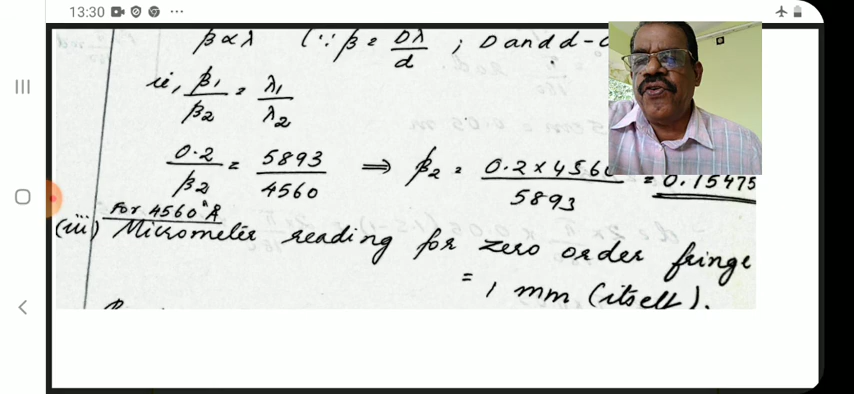 13:30
β ∝ λ (∵ β = Dλ/d ; D and d -
ie, β1/β2 = λ1/λ2
0.2/β2 = 5893/4560 ⟹ β2 = 0.2 × 4560/5893 = 0.15475
For 4560°A
(iii) Micrometer reading for zero order fringe
= 1 mm (itself).